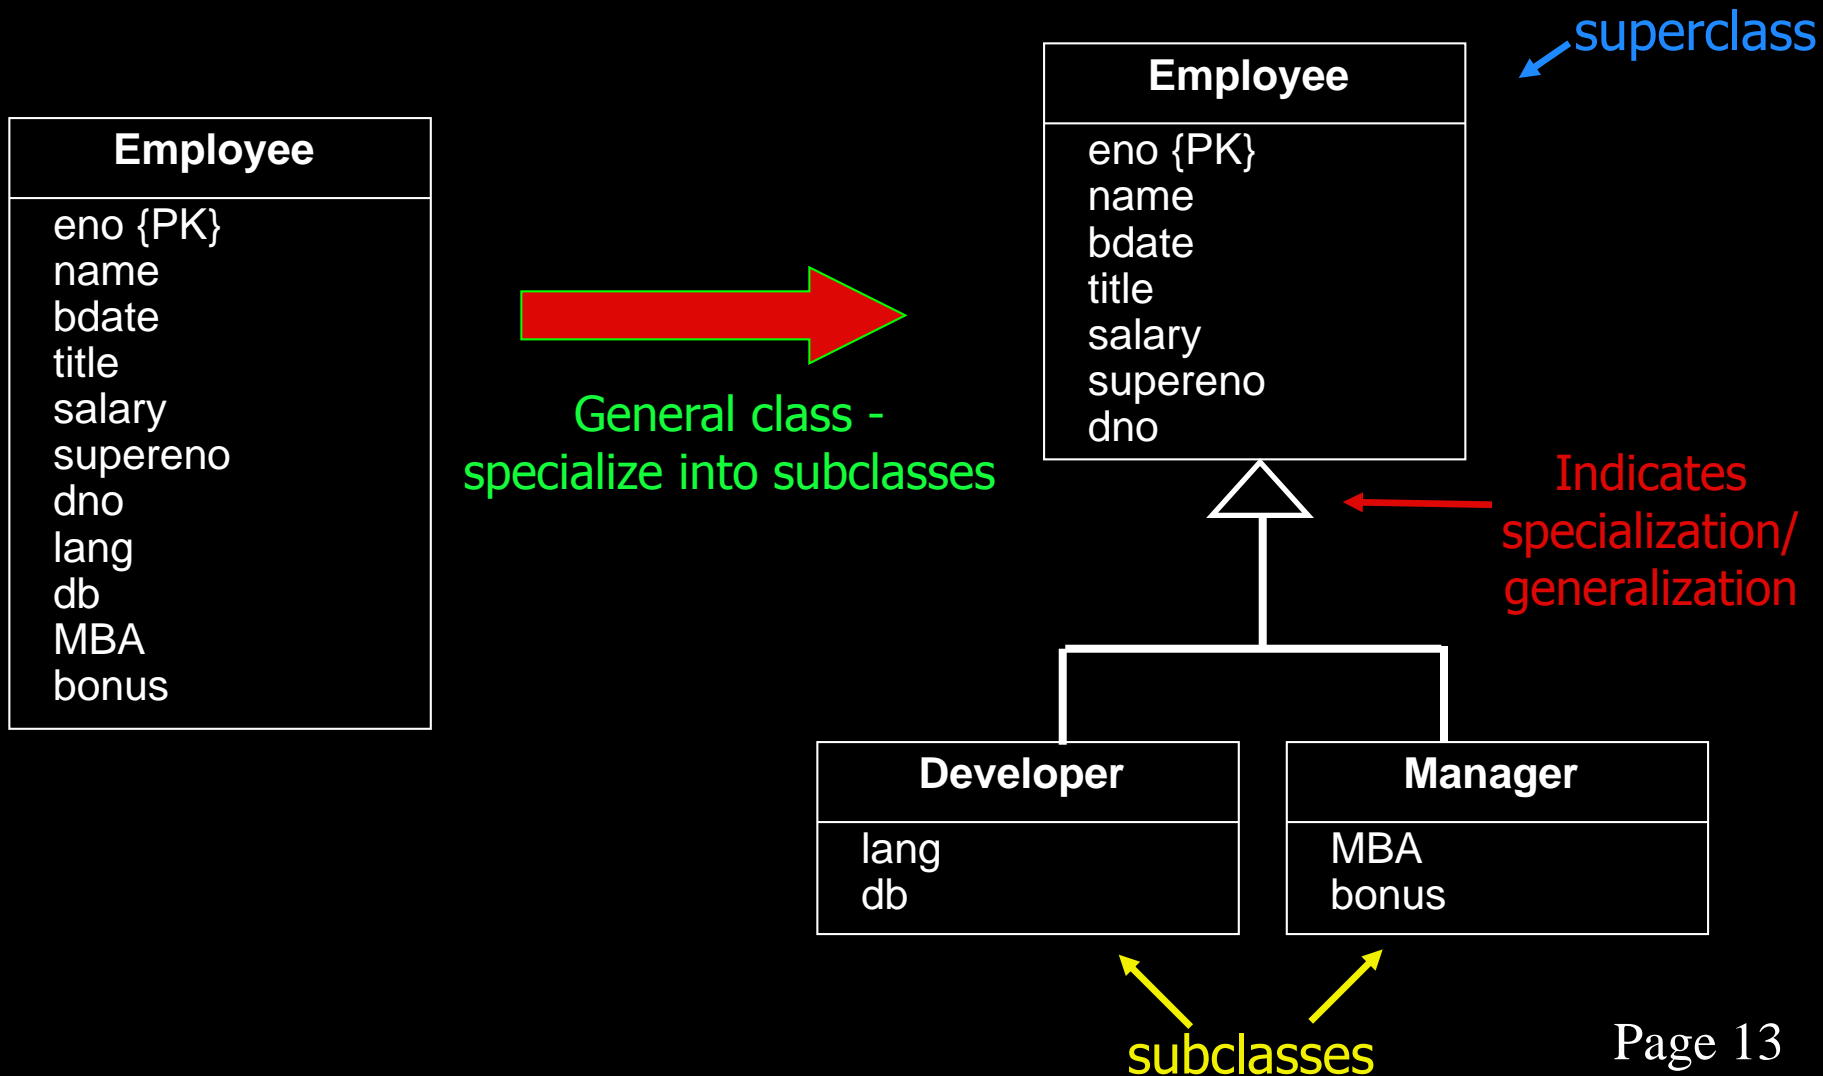 Employee
eno {PK}
name
bdate
title
salary
supereno
dno
lang
db
MBA
bonus
General class -
specialize into subclasses
superclass
Employee
eno {PK}
name
bdate
title
salary
supereno
dno
Indicates
specialization/
generalization
Developer
lang
db
Manager
MBA
bonus
subclasses
Page 13